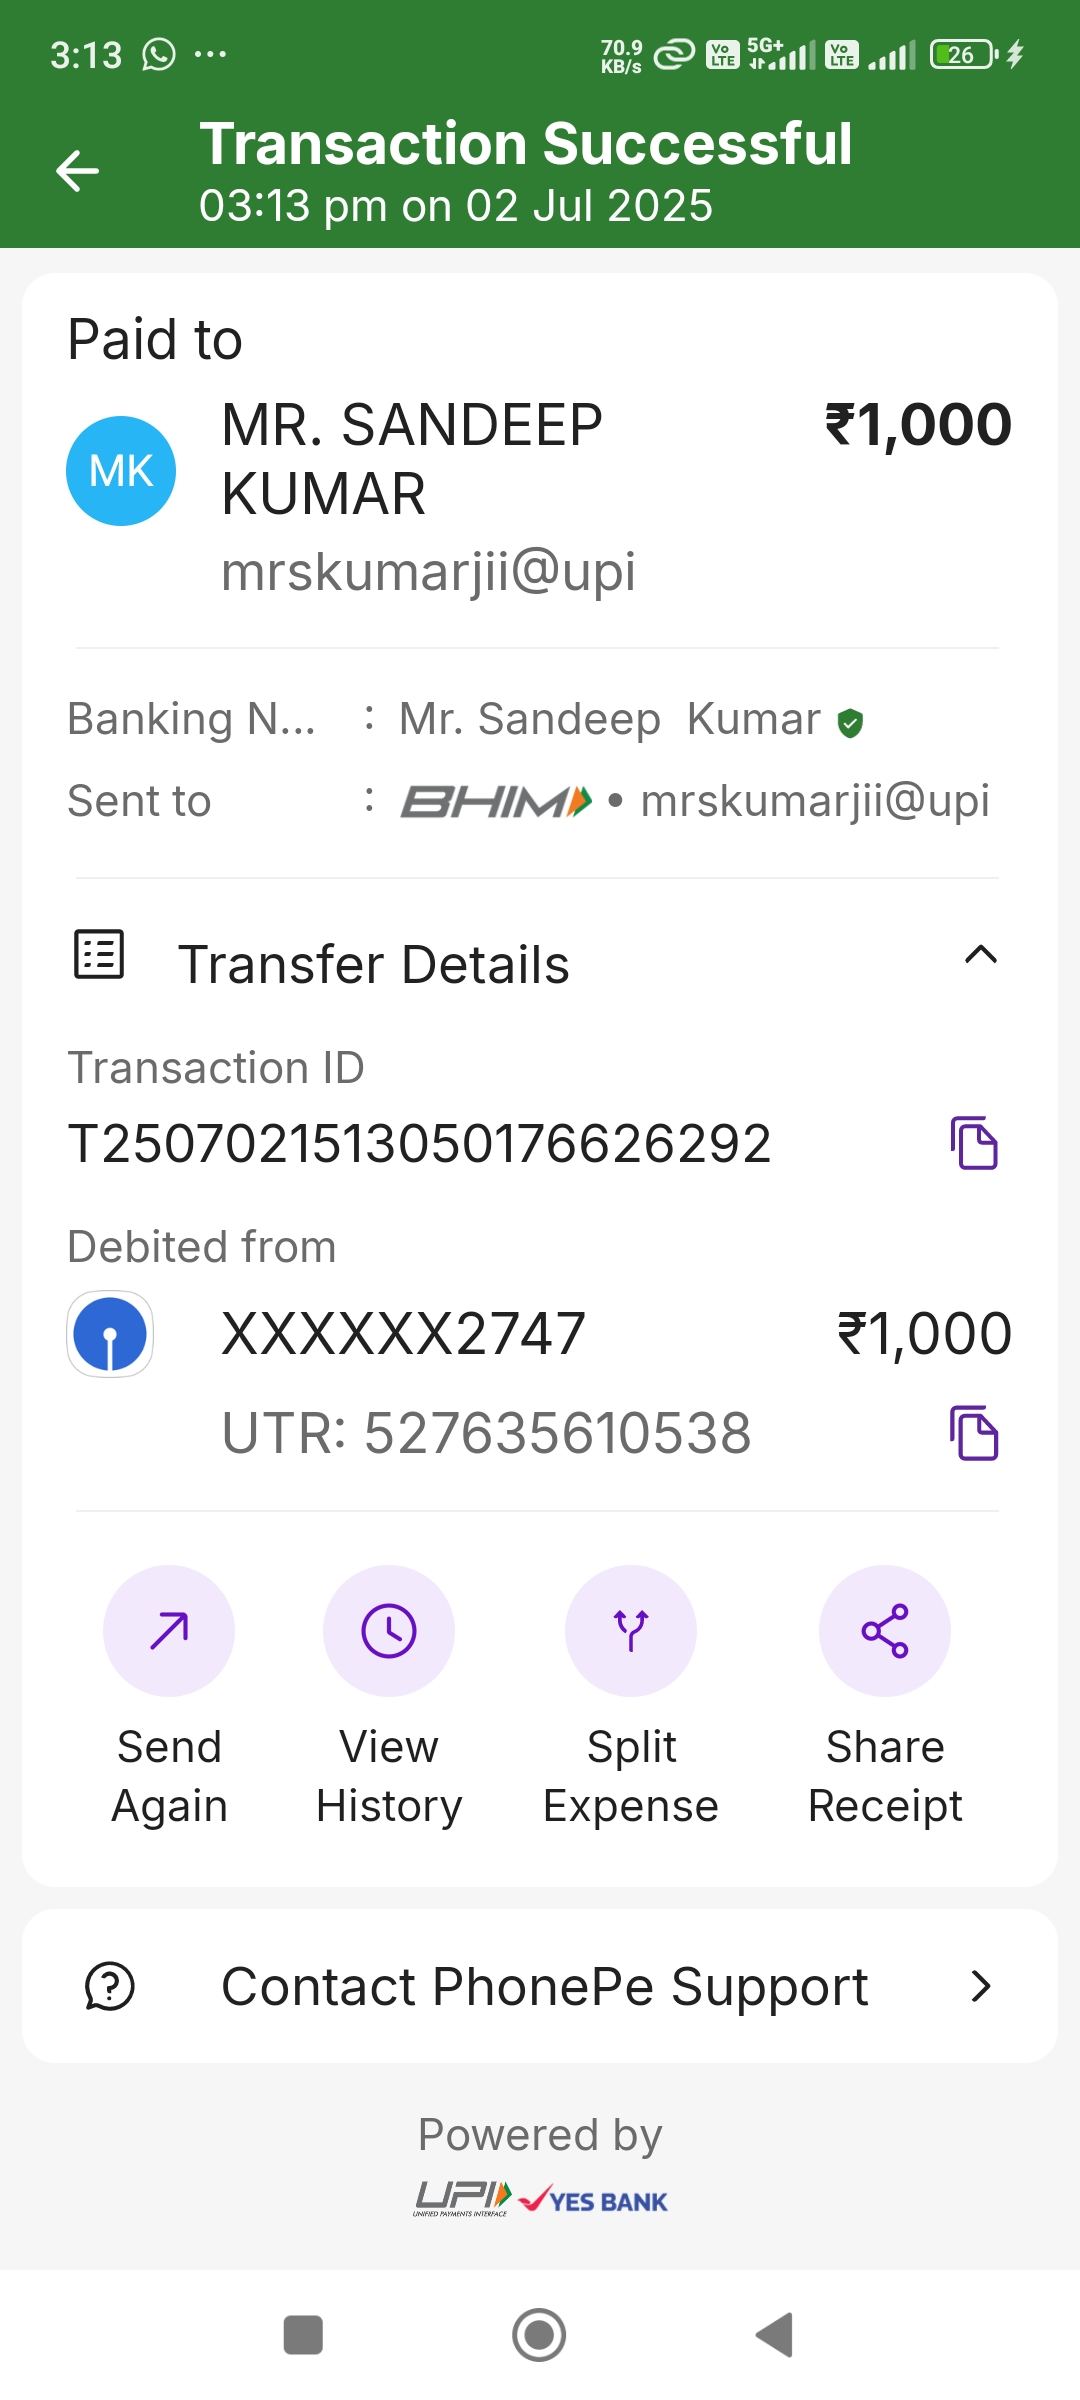 3:13 ... 70.9 KB/s Vo LTE 5G+ Vo LTE 26
Transaction Successful
03:13 pm on 02 Jul 2025
Paid to
MK
MR. SANDEEP ₹1,000
KUMAR
mrskumarjii@upi
Banking N... : Mr. Sandeep Kumar
Sent to : BHIM • mrskumarjii@upi
Transfer Details
Transaction ID
T2507021513050176626292
Debited from
XXXXXX2747 ₹1,000
UTR: 527635610538
Send Again
View History
Split Expense
Share Receipt
Contact PhonePe Support
Powered by
UPI YES BANK
UNIFIED PAYMENTS INTERFACE